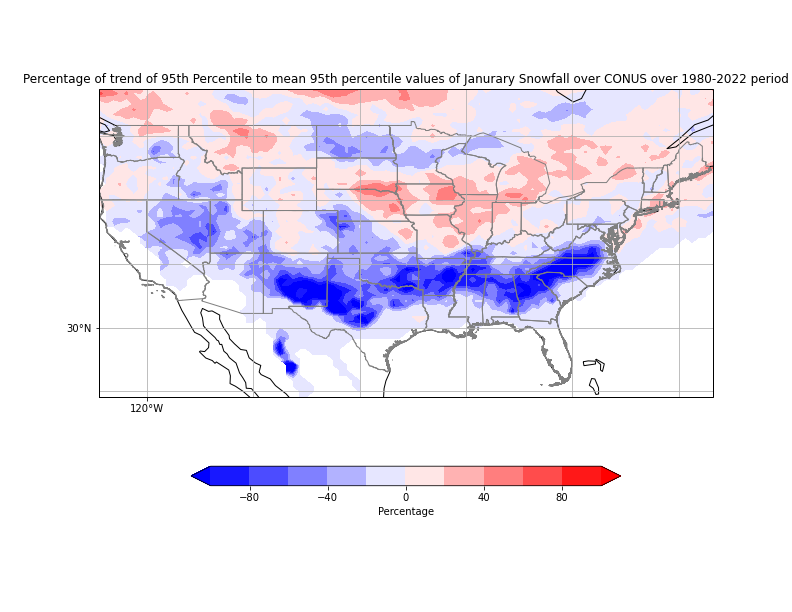 Percentage of trend of 95th Percentile to mean 95th percentile values of Janurary Snowfall over CONUS over 1980-2022 period
30°N
120°W
−80 −40 0 40 80
Percentage